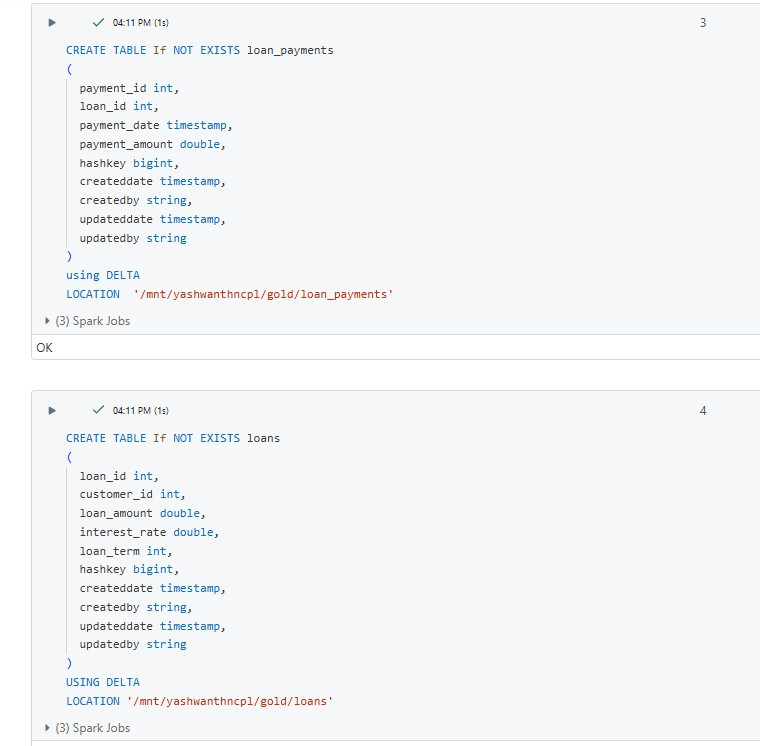 04:11 PM (1s)
3
CREATE TABLE If NOT EXISTS loan_payments
(
payment_id int,
loan_id int,
payment_date timestamp,
payment_amount double,
hashkey bigint,
createddate timestamp,
createdby string,
updateddate timestamp,
updatedby string
)
using DELTA
LOCATION  '/mnt/yashwanthncpl/gold/loan_payments'
(3) Spark Jobs
OK
04:11 PM (1s)
4
CREATE TABLE If NOT EXISTS loans
(
loan_id int,
customer_id int,
loan_amount double,
interest_rate double,
loan_term int,
hashkey bigint,
createddate timestamp,
createdby string,
updateddate timestamp,
updatedby string
)
USING DELTA
LOCATION '/mnt/yashwanthncpl/gold/loans'
(3) Spark Jobs